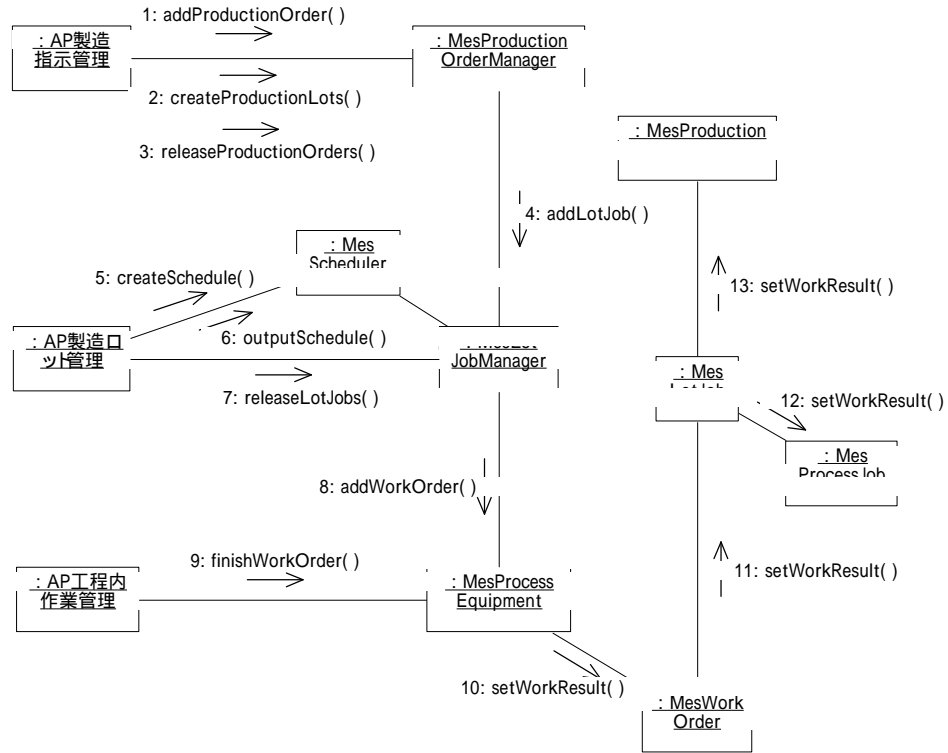 1: addProductionOrder( )
: AP製造
指示管理
: MesProduction
OrderManager
2: createProductionLots( )
3: releaseProductionOrders( )
: MesProduction
4: addLotJob( )
: Mes
Scheduler
5: createSchedule( )
13: setWorkResult( )
: AP製造ロ
ット管理
6: outputSchedule( )
: MesLot
JobManager
7: releaseLotJobs( )
: Mes
LotJob
12: setWorkResult( )
: Mes
ProcessJob
8: addWorkOrder( )
9: finishWorkOrder( )
11: setWorkResult( )
: AP工程内
作業管理
: MesProcess
Equipment
10: setWorkResult( )
: MesWork
Order